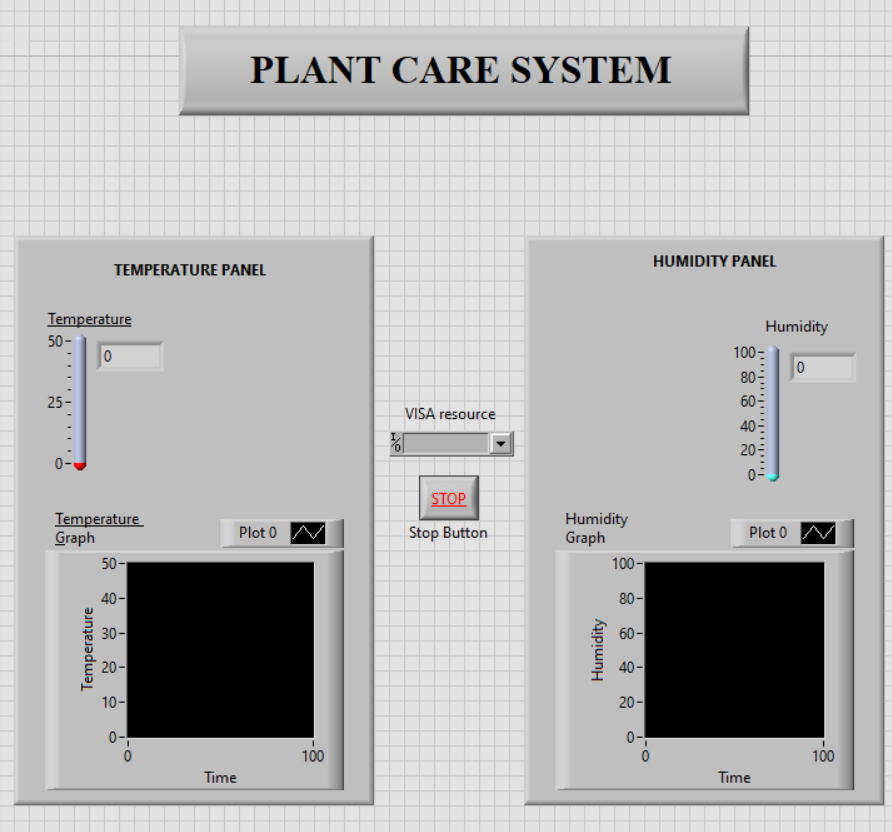 PLANT CARE SYSTEM
TEMPERATURE PANEL
Temperature
50
0
25
0
Temperature
Graph
Plot 0
50
40
30
20
10
0
Temperature
0
100
Time
VISA resource
I/0
STOP
Stop Button
HUMIDITY PANEL
Humidity
100
0
80
60
40
20
0
Humidity
Graph
Plot 0
100
80
60
40
20
0
Humidity
0
100
Time